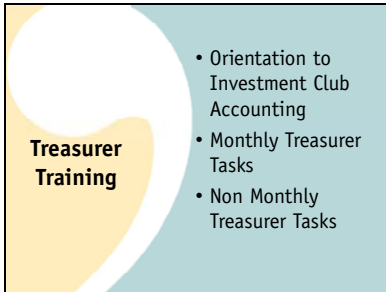 Treasurer
Training
• Orientation to
Investment Club
Accounting
• Monthly Treasurer
Tasks
• Non Monthly
Treasurer Tasks